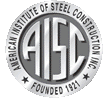 AMERICAN INSTITUTE OF STEEL CONSTRUCTION INC.
AISC
FOUNDED 1921